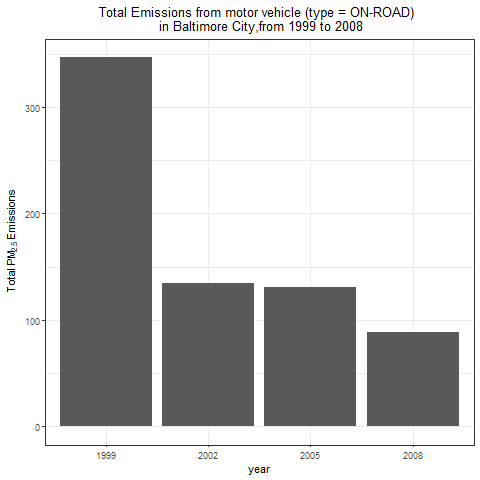 Total Emissions from motor vehicle (type = ON-ROAD)
in Baltimore City,from 1999 to 2008
Total PM2.5 Emissions
300
200
100
0
1999 2002 2005 2008
year